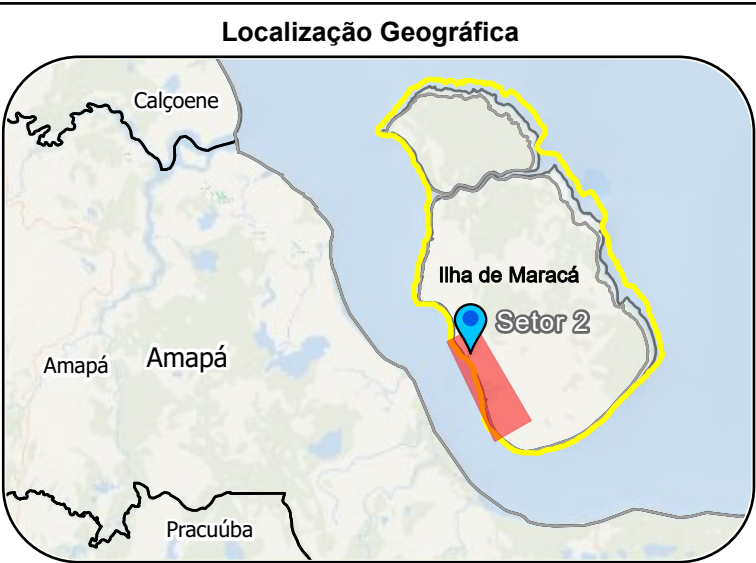 Localização Geográfica
Calçoene
Ilha de Maracá
Setor 2
Amapá
Amapá
Pracuúba